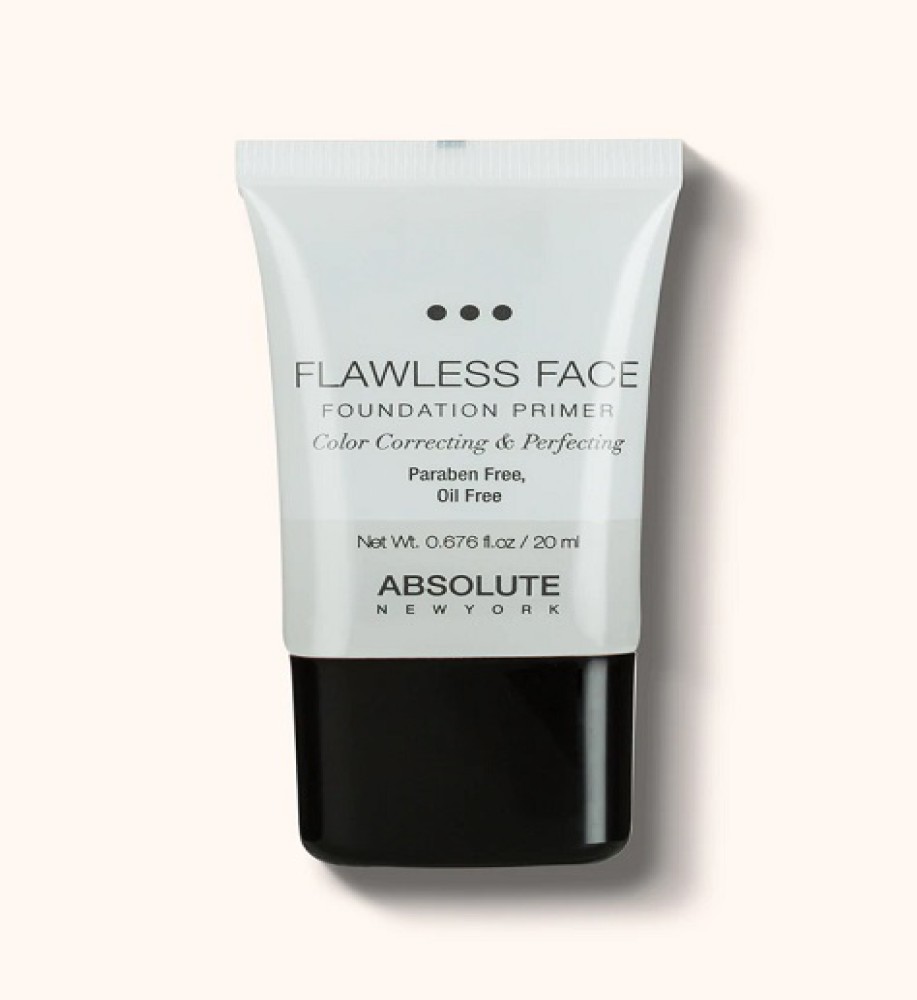 FLAWLESS FACE
FOUNDATION PRIMER
Color Correcting & Perfecting
Paraben Free,
Oil Free
Net Wt. 0.676 fl.oz / 20 ml
ABSOLUTE
NEW YORK